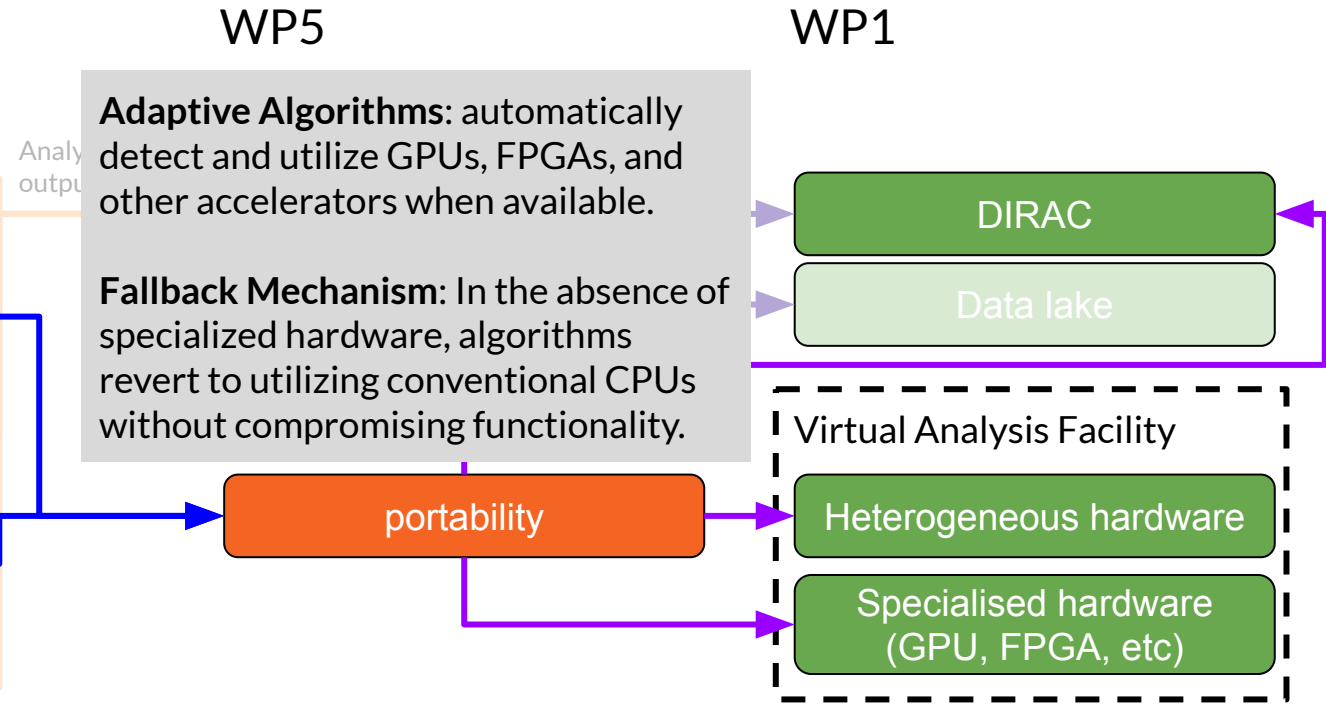 WP5
WP1
Adaptive Algorithms: automatically
detect and utilize GPUs, FPGAs, and
other accelerators when available.
Fallback Mechanism: In the absence of
specialized hardware, algorithms
revert to utilizing conventional CPUs
without compromising functionality.
DIRAC
Data lake
Virtual Analysis Facility
portability
Heterogeneous hardware
Specialised hardware
(GPU, FPGA, etc)